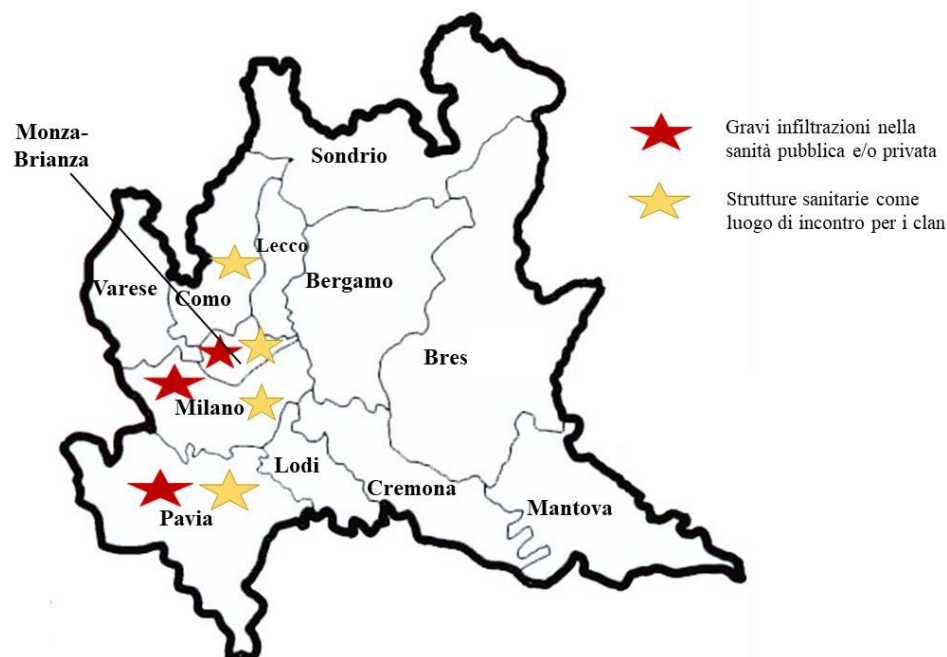 Monza-
Brianza
Sondrio
Lecco
Varese
Como
Bergamo
Bres
Milano
Lodi
Cremona
Pavia
Mantova
Gravi infiltrazioni nella
sanità pubblica e/o privata
Strutture sanitarie come
luogo di incontro per i clan